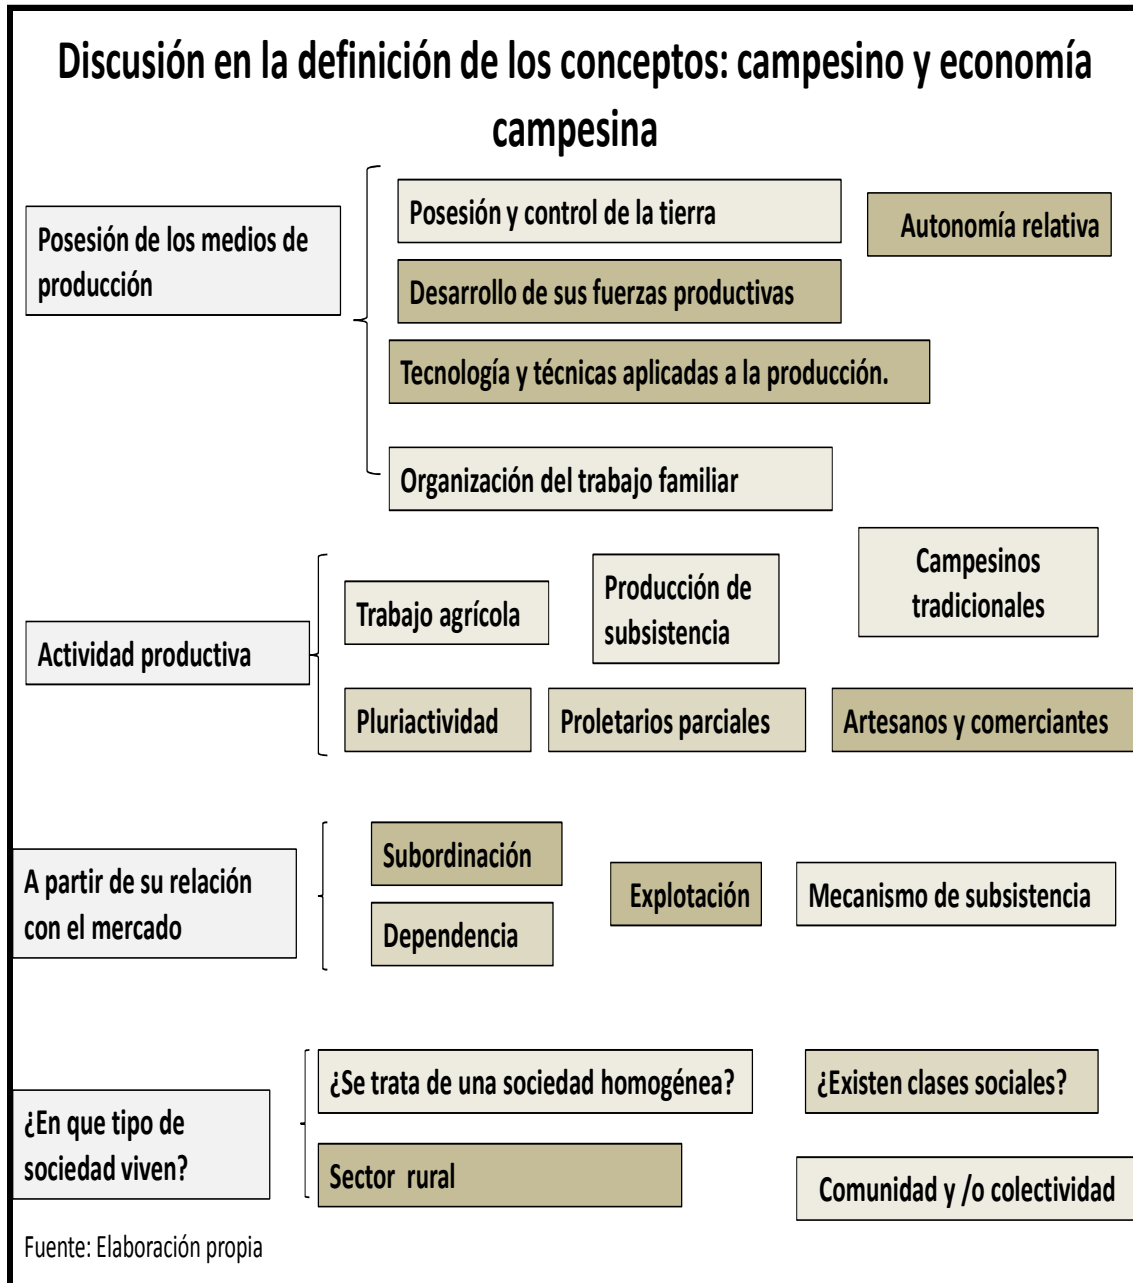 Discusión en la definición de los conceptos: campesino y economía
campesina
Posesión de los medios de
producción
Posesión y control de la tierra
Autonomía relativa
Desarrollo de sus fuerzas productivas
Tecnología y técnicas aplicadas a la producción.
Organización del trabajo familiar
Actividad productiva
Trabajo agrícola
Producción de
subsistencia
Campesinos
tradicionales
Pluriactividad
Proletarios parciales
Artesanos y comerciantes
A partir de su relación
con el mercado
Subordinación
Dependencia
Explotación
Mecanismo de subsistencia
¿En que tipo de
sociedad viven?
¿Se trata de una sociedad homogénea?
¿Existen clases sociales?
Sector rural
Comunidad y /o colectividad
Fuente: Elaboración propia